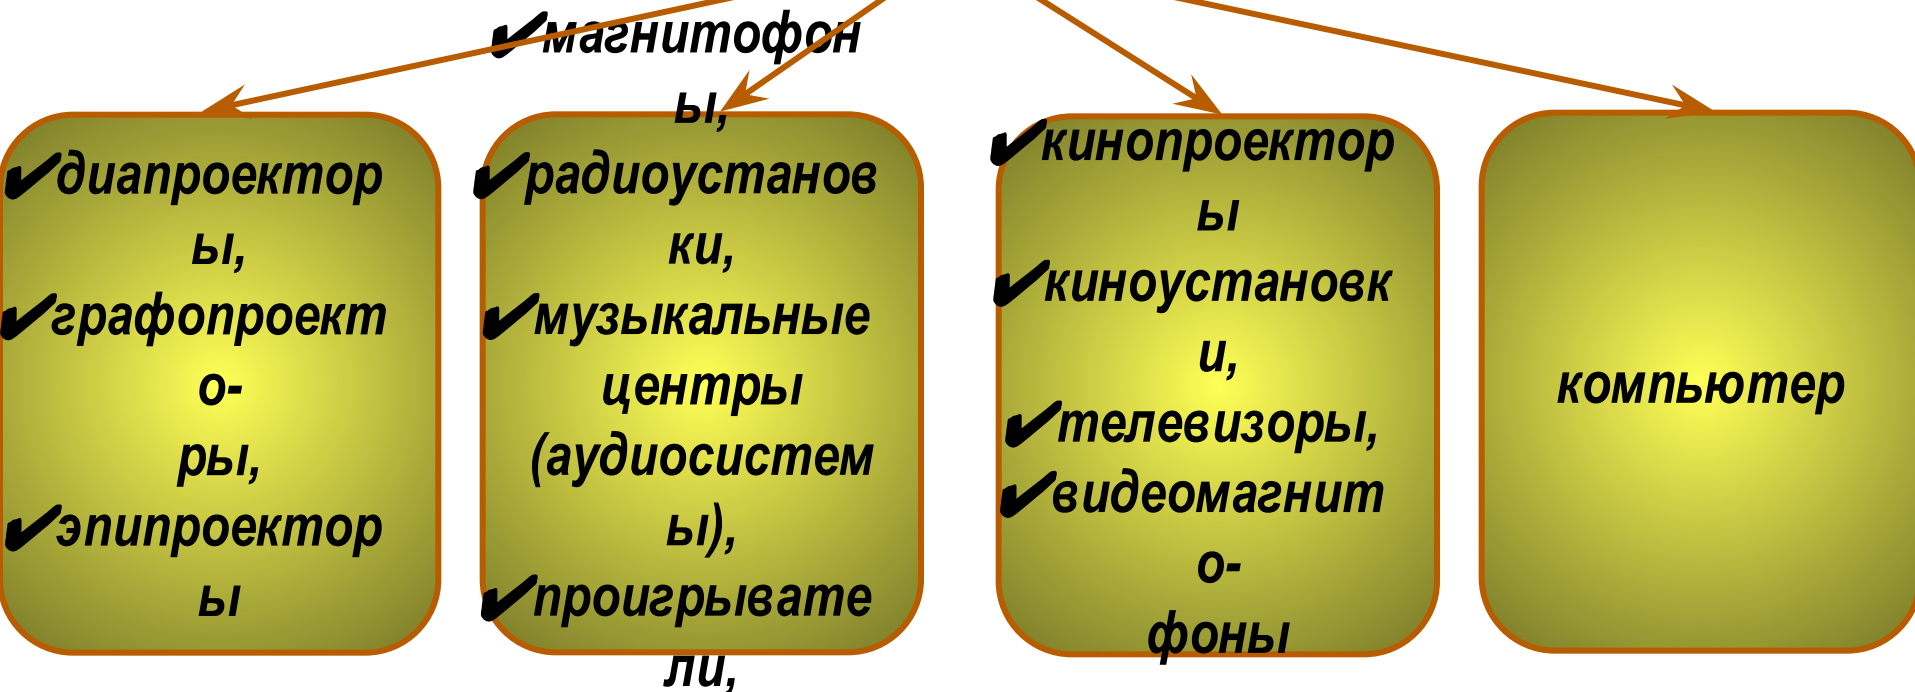 ✔диапроектор
ы,
✔графопроект
о-
ры,
✔эпипроектор
ы
✔магнитофон
ы,
✔радиоустанов
ки,
✔музыкальные
центры
(аудиосистем
ы),
✔проигрывате
ли,
✔кинопроектор
ы
✔киноустановк
и,
✔телевизоры,
✔видеомагнит
о-
фоны
компьютер